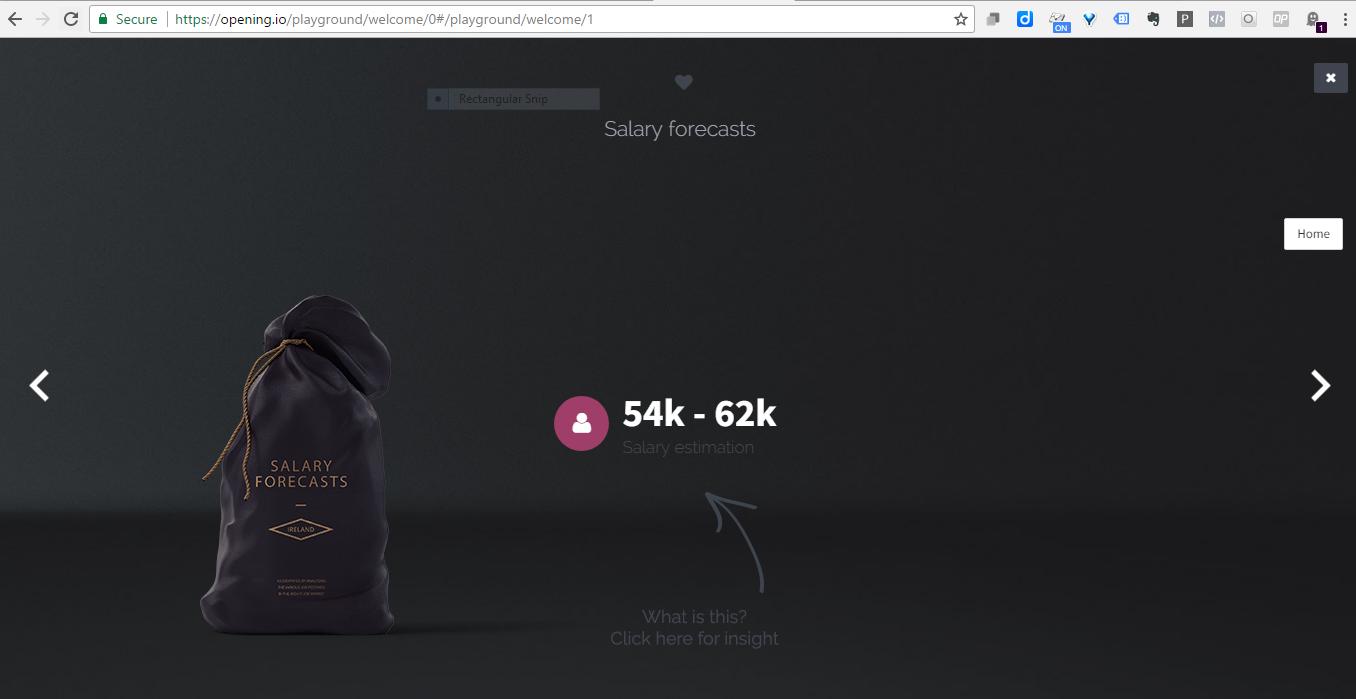 Secure
https://opening.io/playground/welcome/0#/playground/welcome/1
ON
P
</>
OP
1
Rectangular Snip
Salary forecasts
Home
54k - 62k
Salary estimation
SALARY
FORECASTS
IRELAND
What is this?
Click here for insight